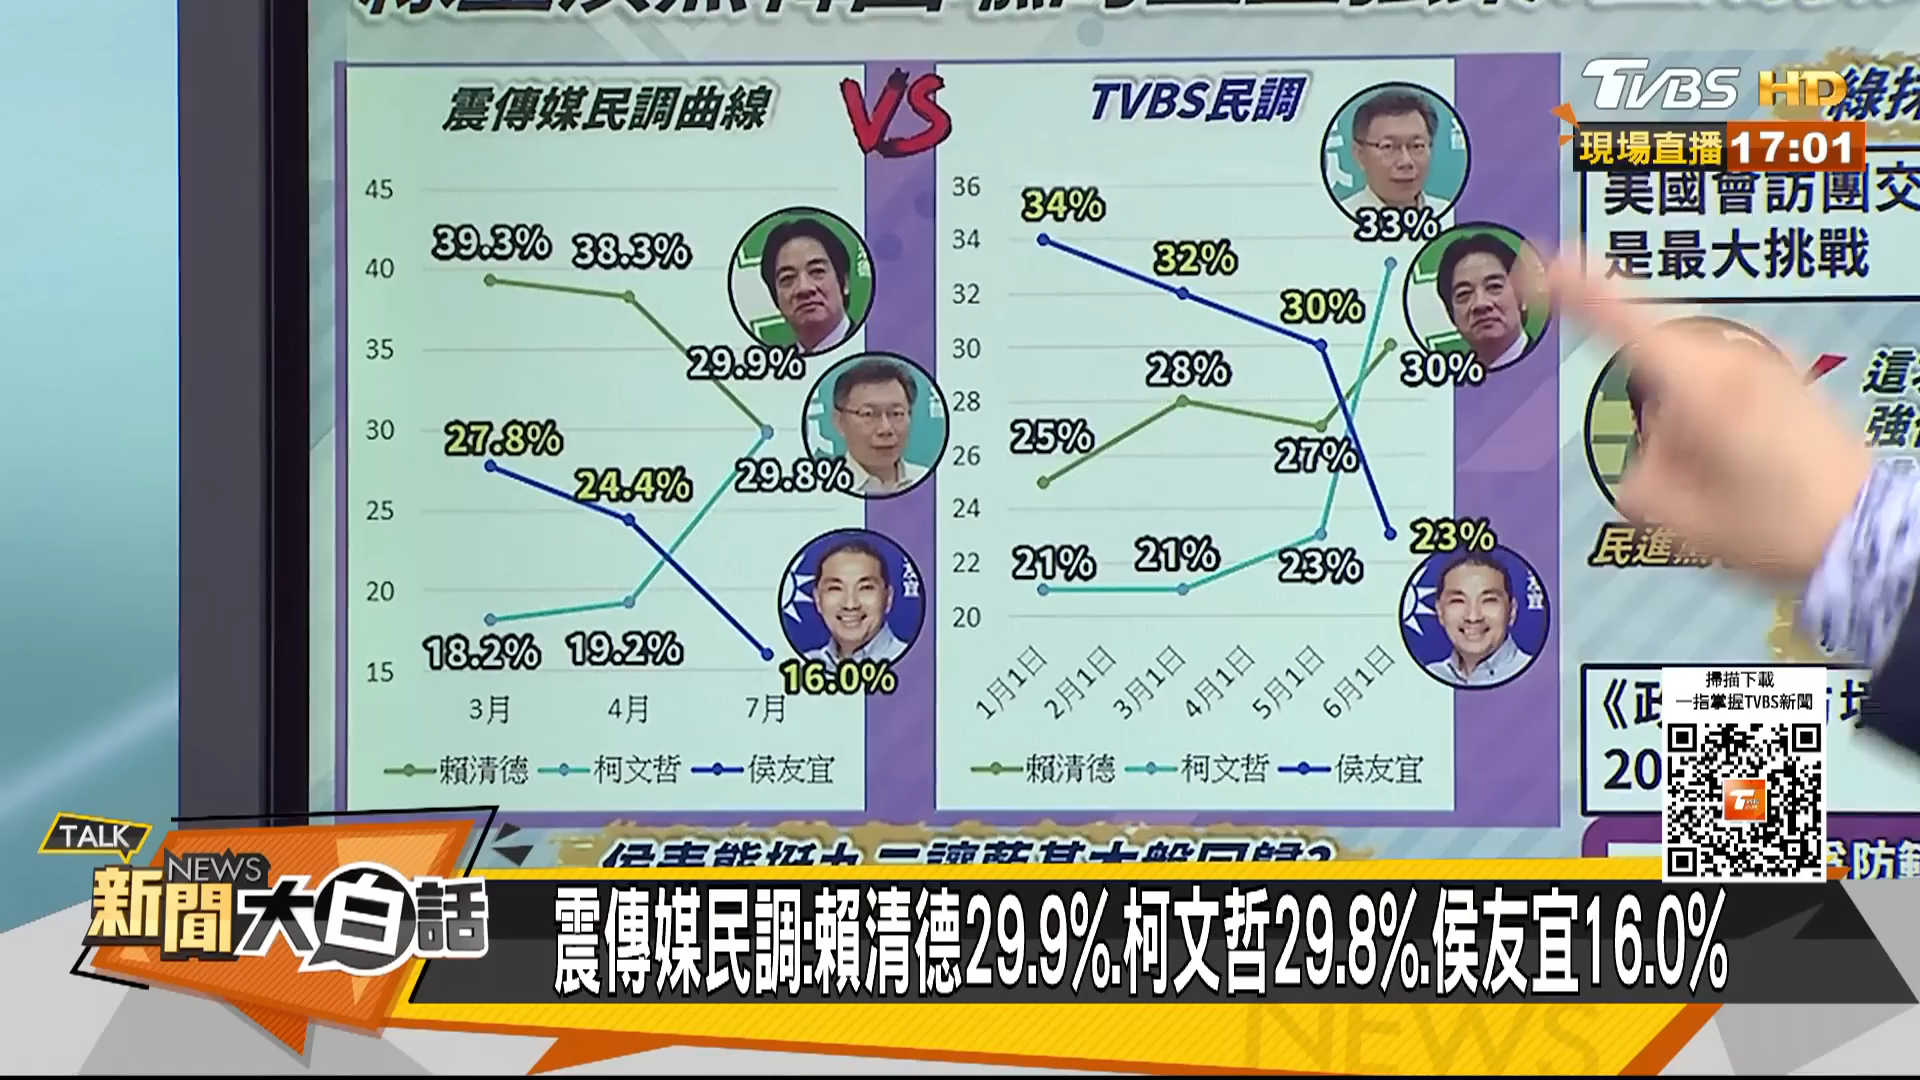 震傳媒民調曲線
VS
TVBS民調
TVBS HD
現場直播 17:01
45
40
35
30
25
20
15
39.3%
38.3%
29.9%
27.8%
24.4%
29.8%
18.2%
19.2%
16.0%
3月
4月
7月
賴清德
柯文哲
侯友宜
36
34
32
30
28
26
24
22
20
34%
32%
30%
33%
30%
28%
25%
27%
21%
21%
23%
23%
1月1日
2月1日
3月1日
4月1日
5月1日
6月1日
賴清德
柯文哲
侯友宜
美國會訪團交
是最大挑戰
掃描下載
一指掌握TVBS新聞
TALK
NEWS
新聞大白話
震傳媒民調:賴清德29.9%.柯文哲29.8%.侯友宜16.0%
NEWS